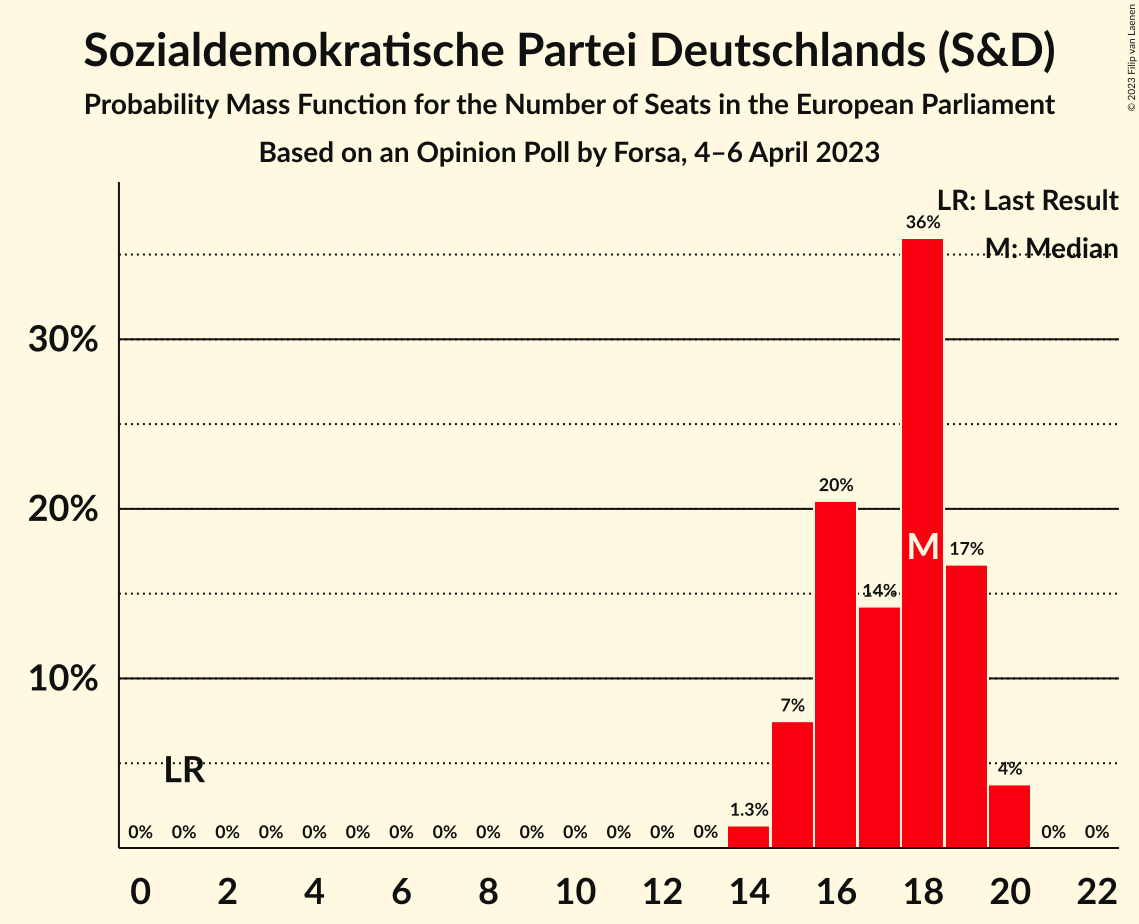 Sozialdemokratische Partei Deutschlands (S&D)
Probability Mass Function for the Number of Seats in the European Parliament
Based on an Opinion Poll by Forsa, 4–6 April 2023
© 2023 Filip van Laenen
LR: Last Result
M: Median
36%
30%
20%
20%
M
17%
14%
10%
7%
LR
4%
1.3%
0% 0% 0% 0% 0% 0% 0% 0% 0% 0% 0% 0% 0% 0% 0% 0%
0 2 4 6 8 10 12 14 16 18 20 22